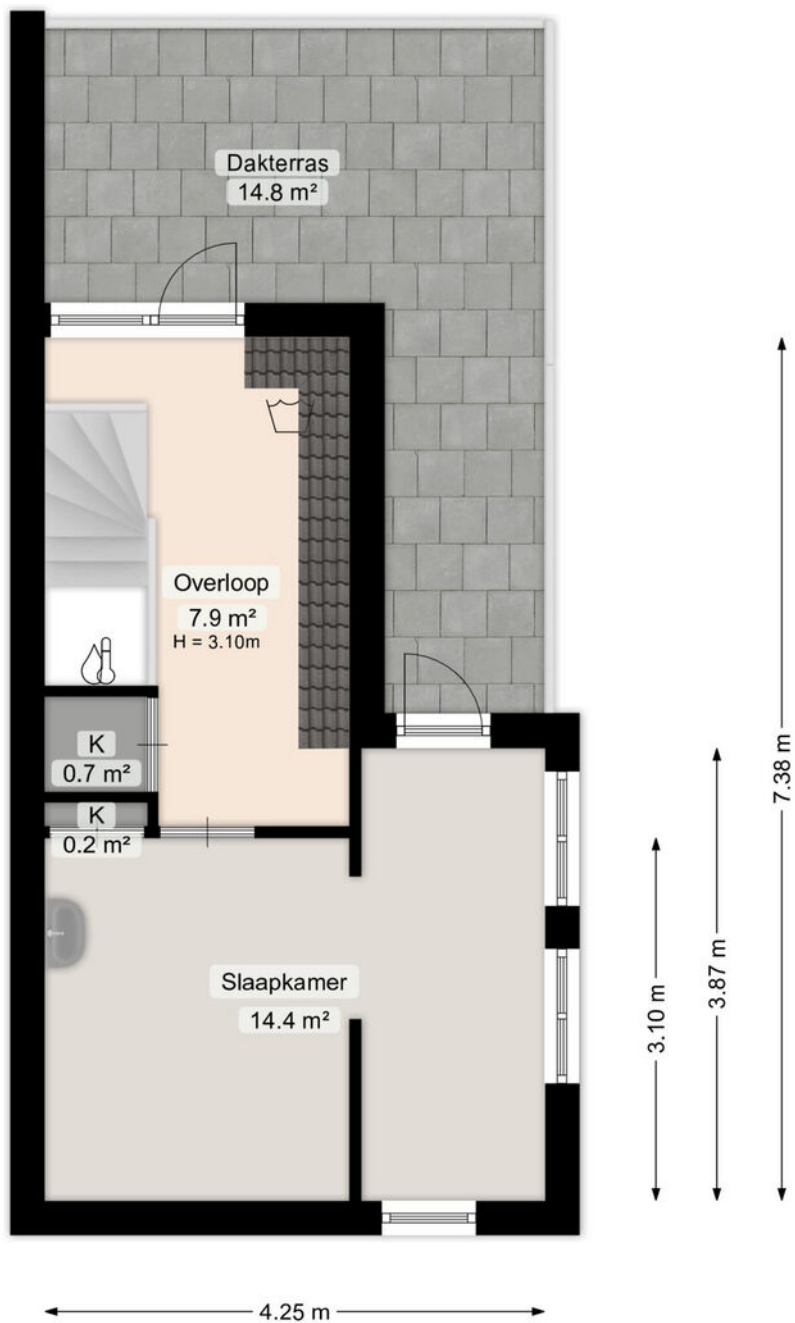 Dakterras
14.8 m²
Overloop
7.9 m²
H = 3.10m
K
0.7 m²
K
0.2 m²
Slaapkamer
14.4 m²
3.10 m
3.87 m
7.38 m
4.25 m